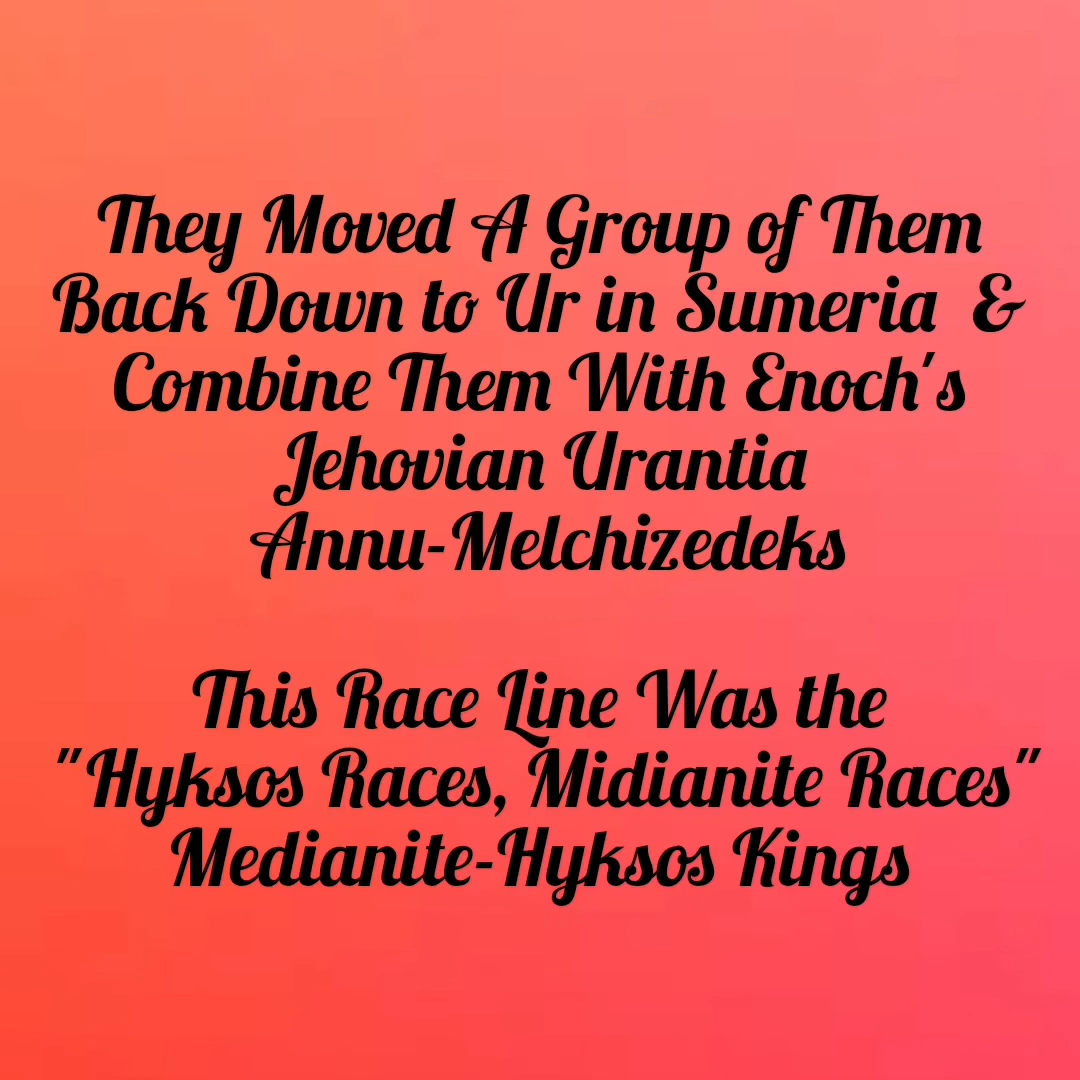 They Moved A Group of Them
Back Down to Ur in Sumeria &
Combine Them With Enoch's
Jehovian Urantia
Annu-Melchizedeks
This Race Line Was the
"Hyksos Races, Midianite Races"
Medianite-Hyksos Kings